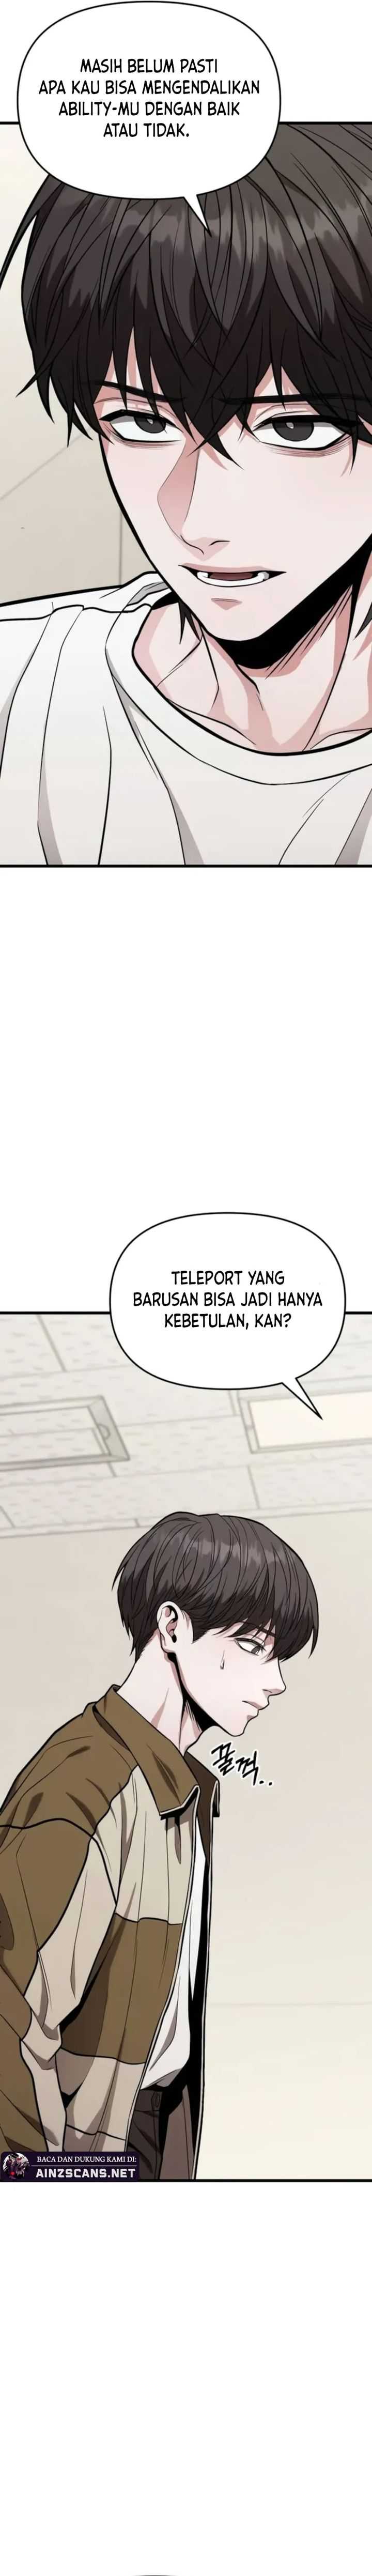 MASIH BELUM PASTI
APA KAU BISA MENGENDALIKAN
ABILITY-MU DENGAN BAIK
ATAU TIDAK.
TELEPORT YANG
BARUSAN BISA JADI HANYA
KEBETULAN, KAN?
꿀꺽..
BACA DAN DUKUNG KAMI DI:
AINZSCANS.NET